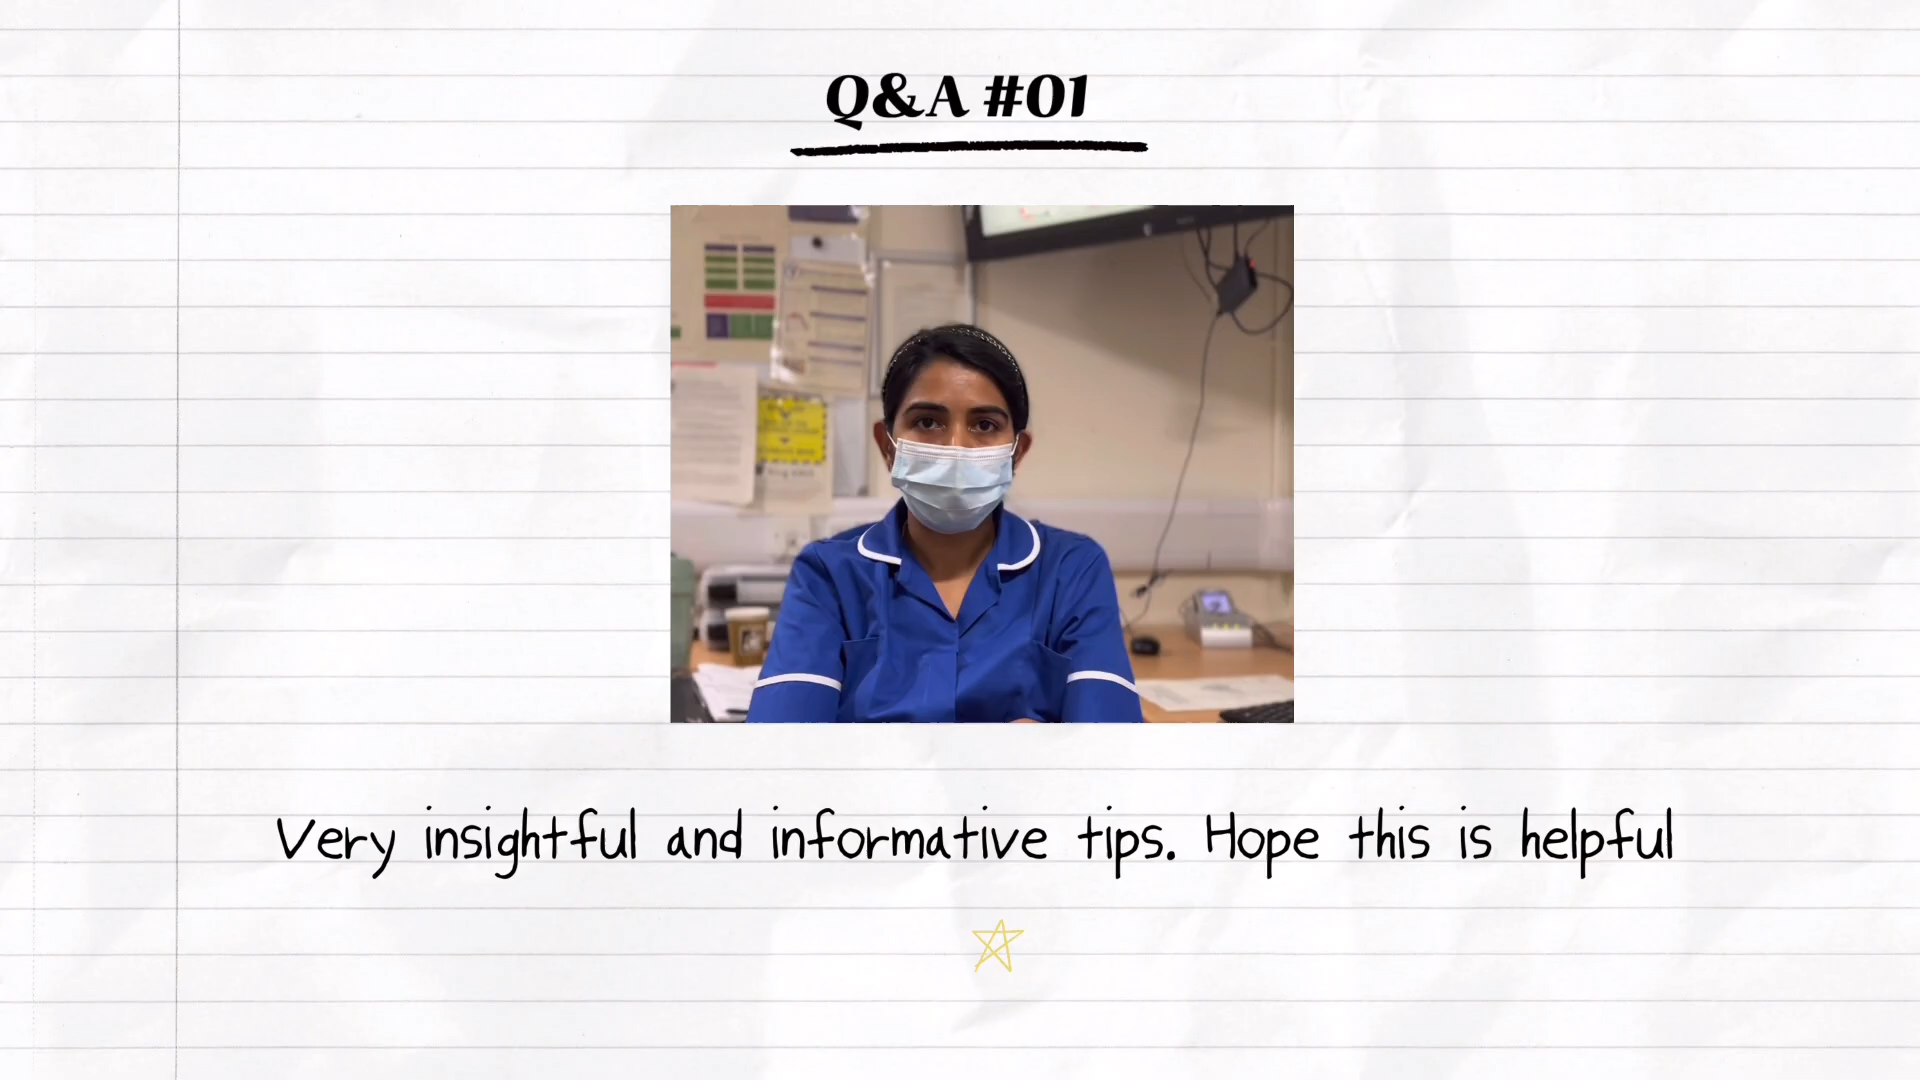 Q&A #01
Very insightful and informative tips. Hope this is helpful